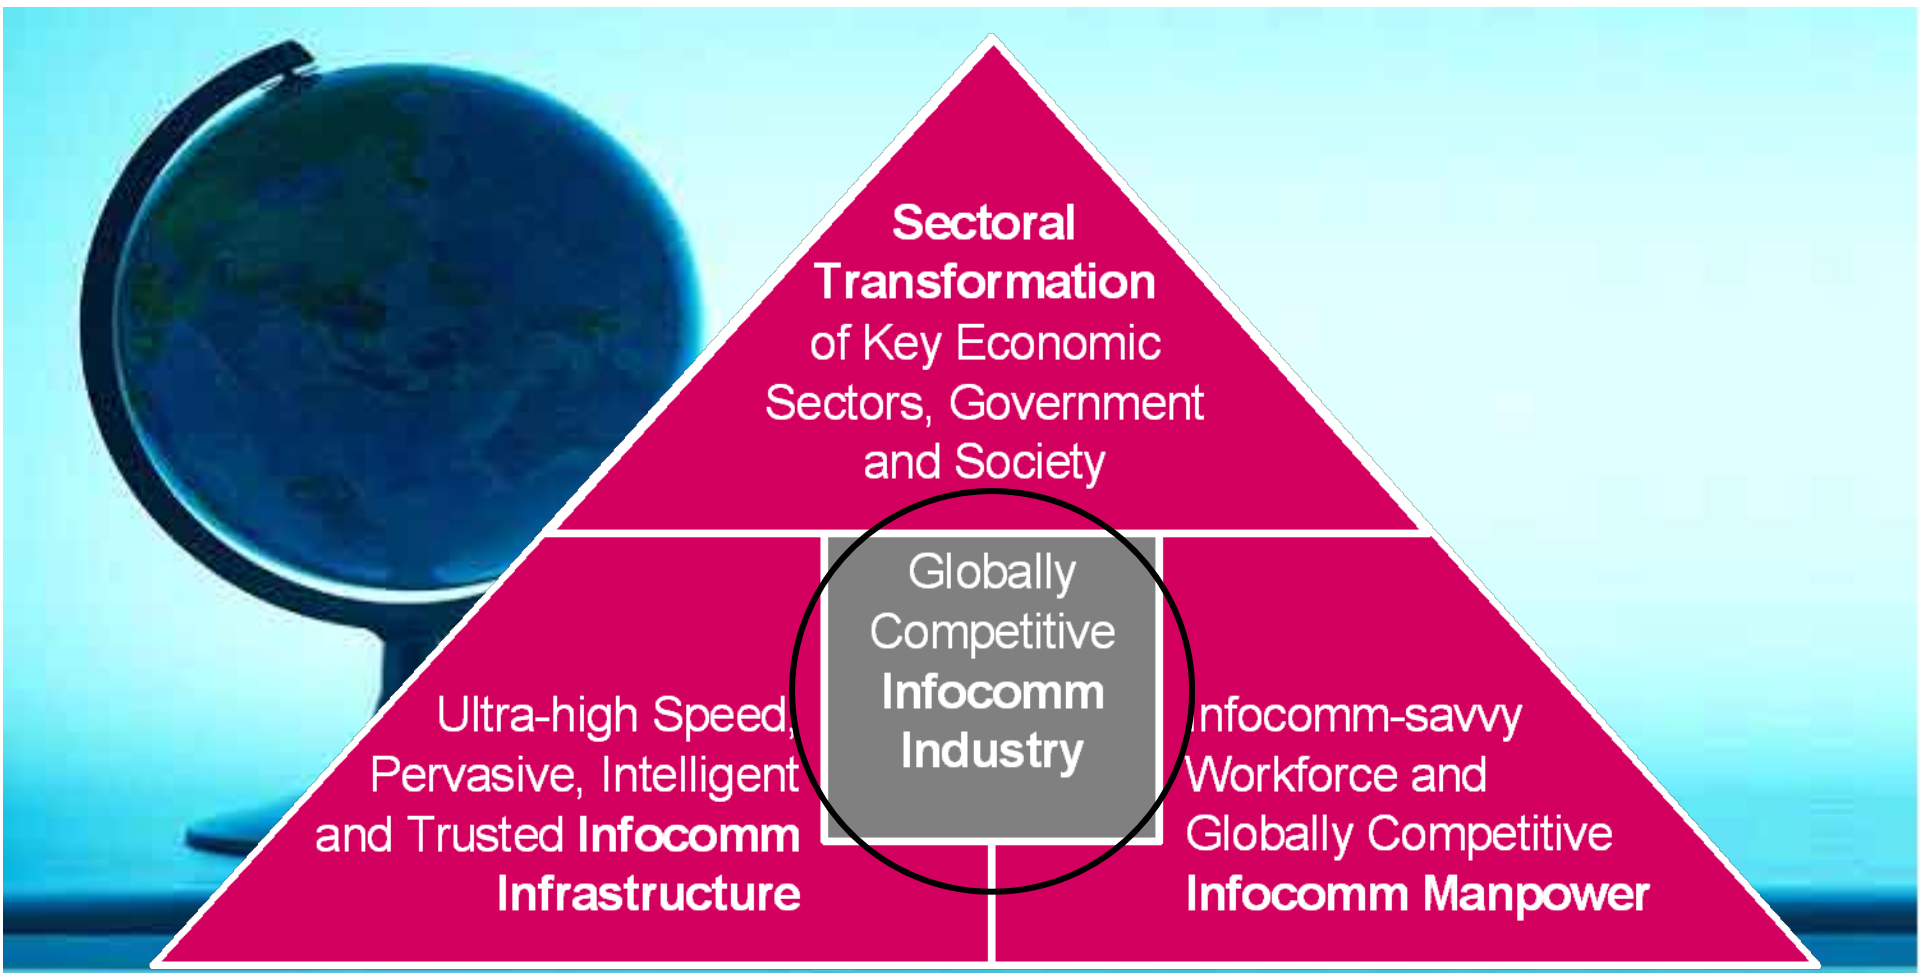 Sectoral
Transformation
of Key Economic
Sectors, Government
and Society
Globally
Competitive
Infocomm
Industry
Ultra-high Speed,
Pervasive, Intelligent
and Trusted Infocomm
Infrastructure
Infocomm-savvy
Workforce and
Globally Competitive
Infocomm Manpower